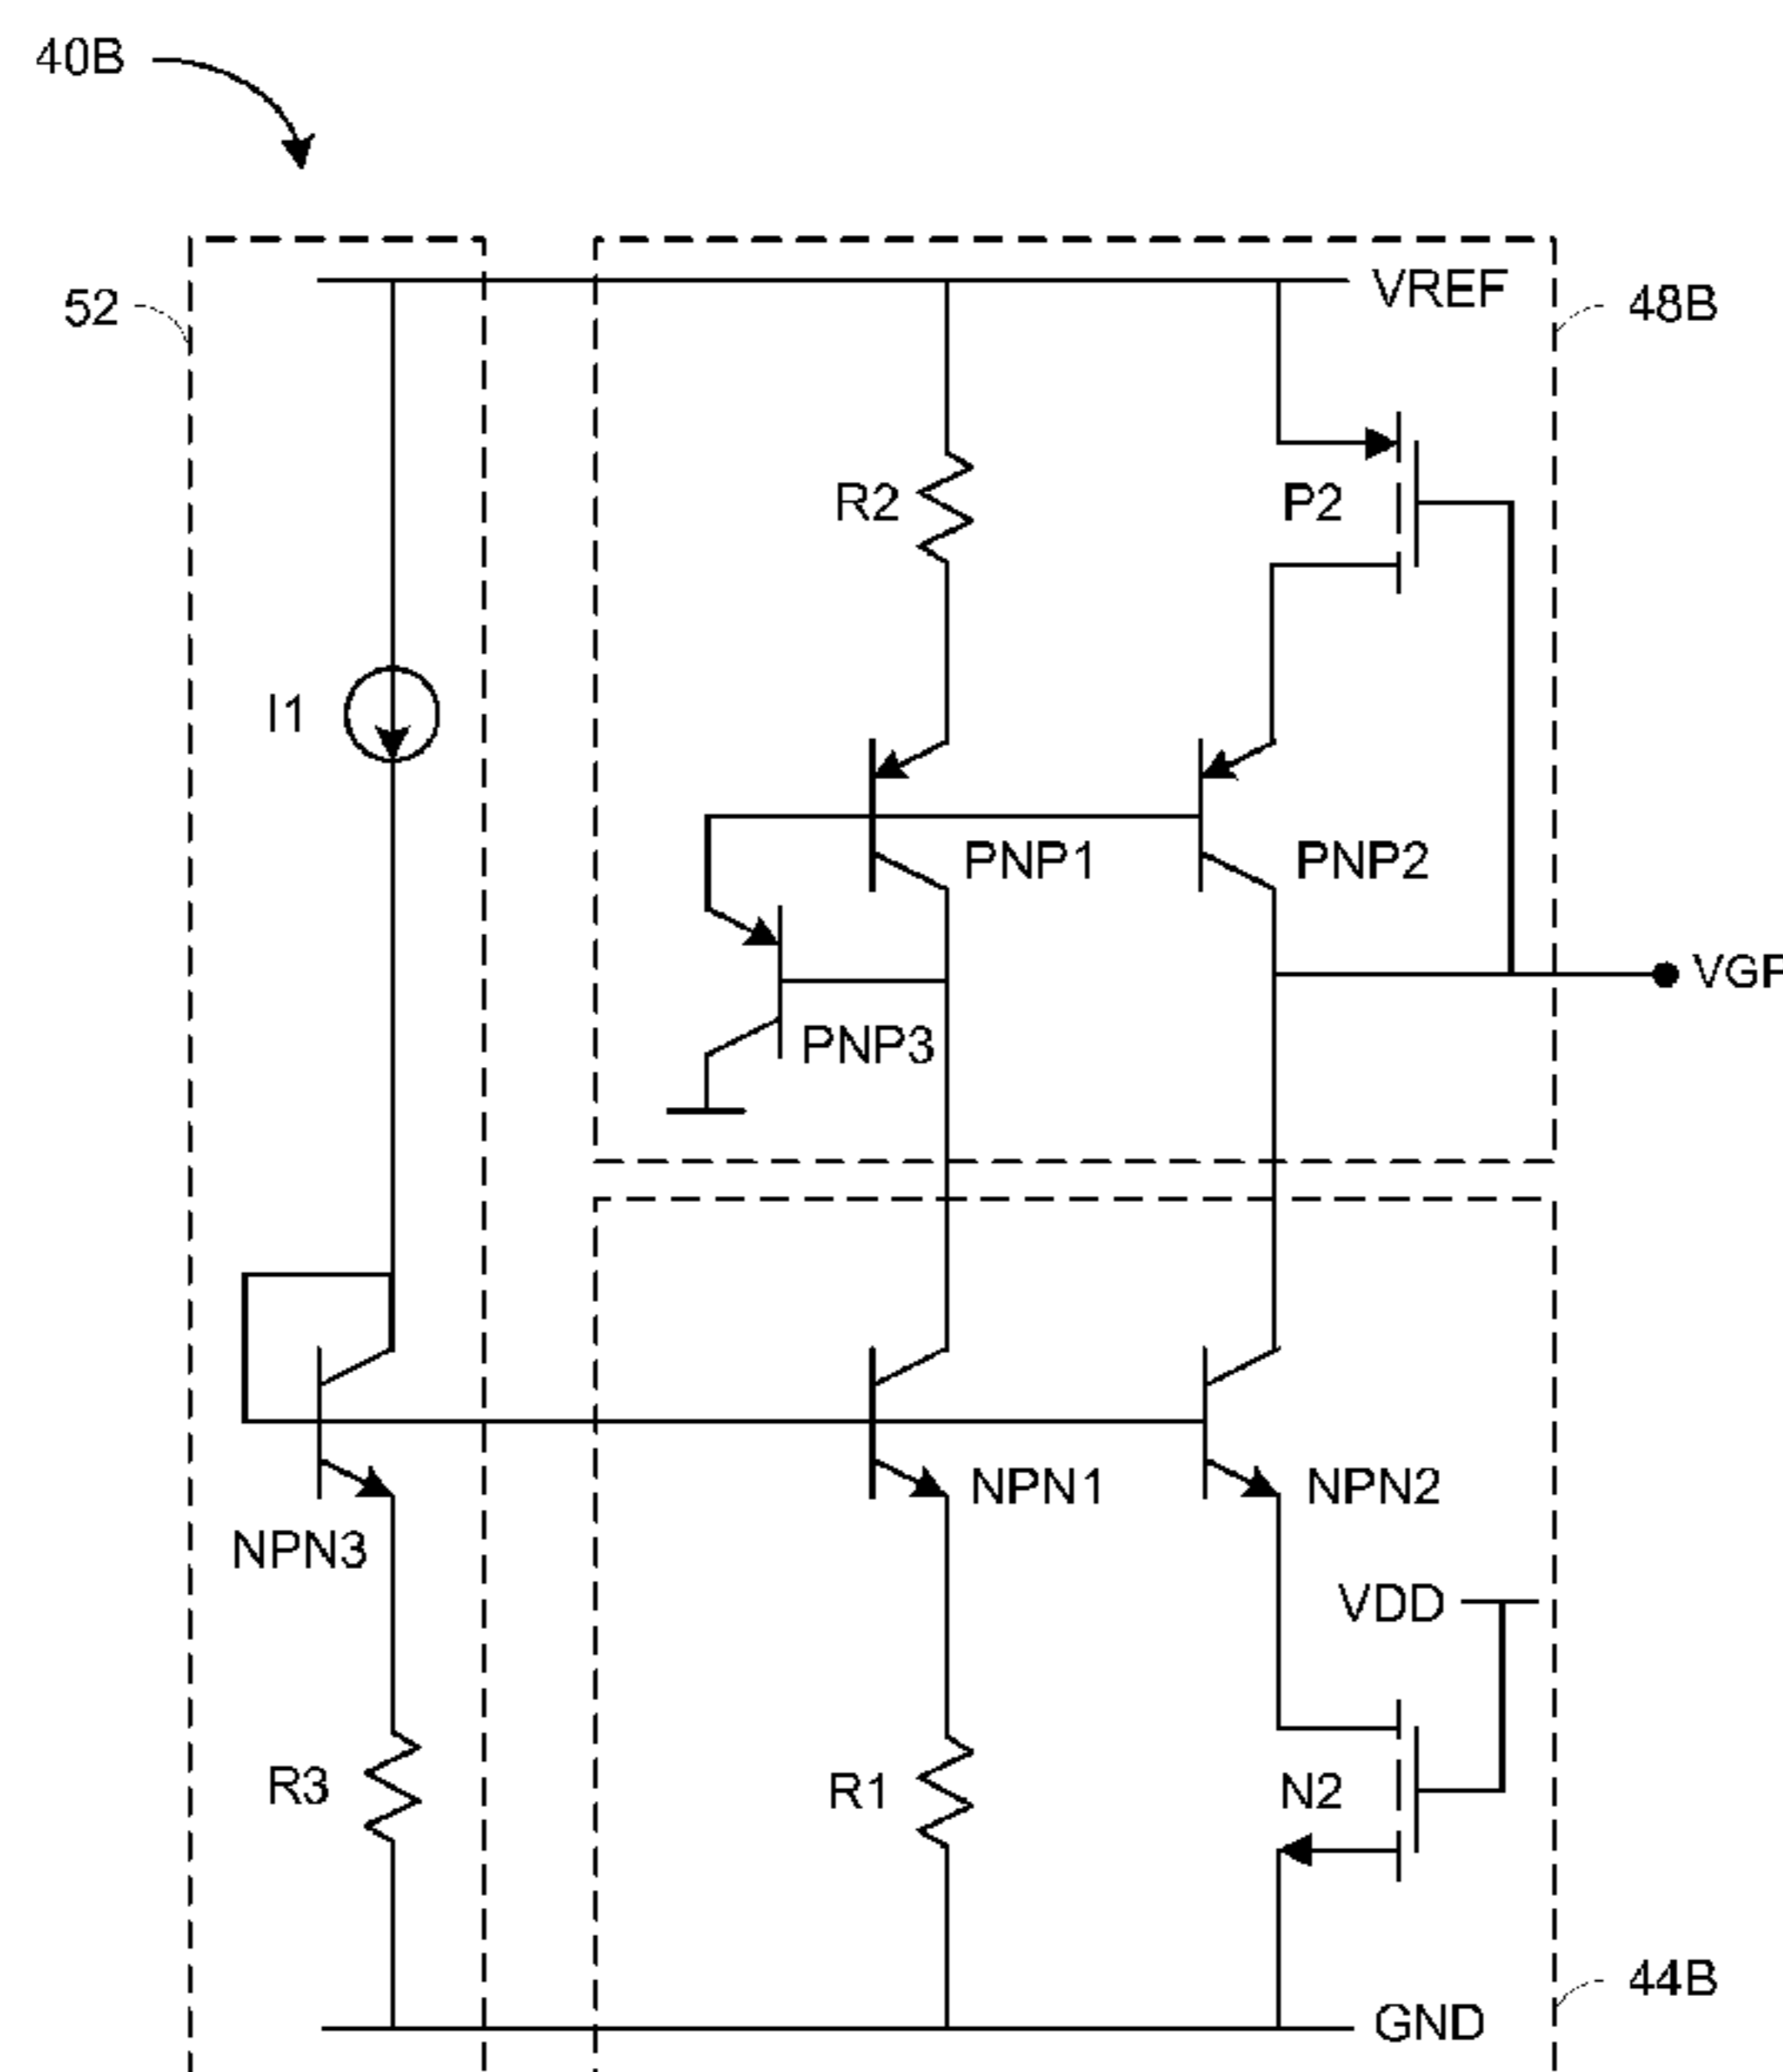 40B
52
VREF
48B
R2
P2
I1
PNP1
PNP2
VGP
PNP3
NPN1
NPN2
NPN3
VDD
R3
R1
N2
44B
GND